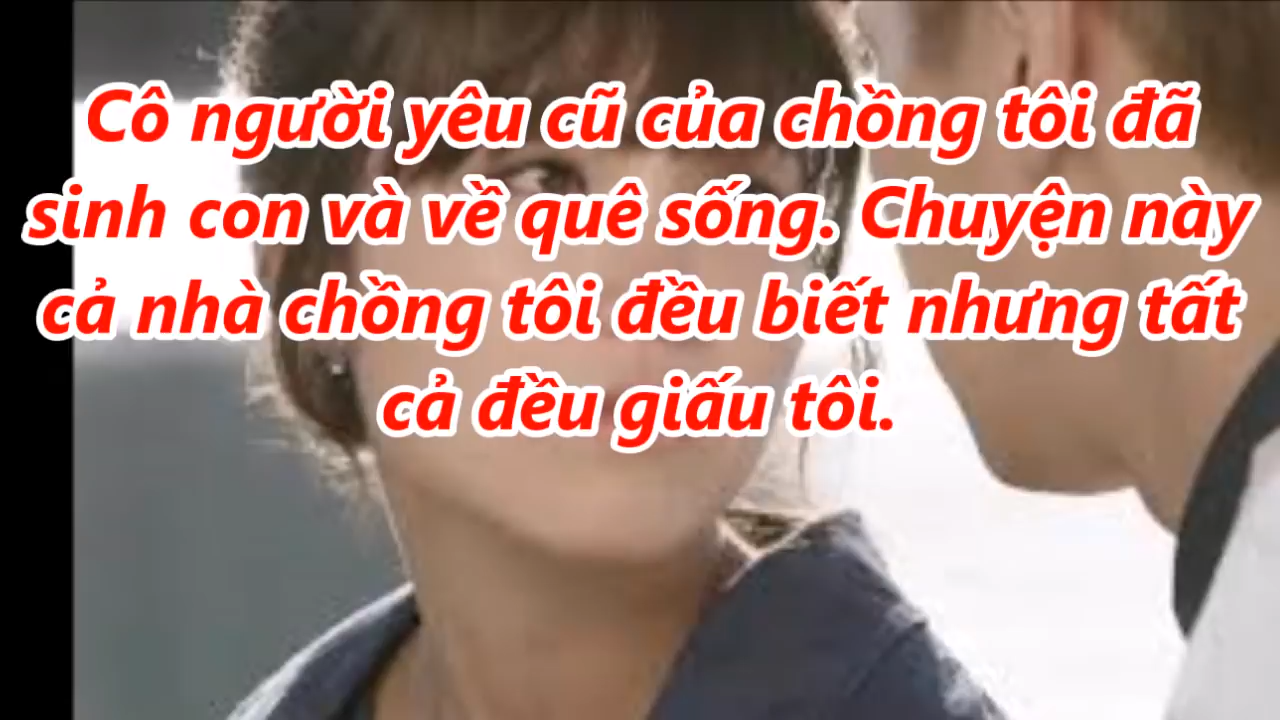 Cô người yêu cũ của chồng tôi đã
sinh con và về quê sống. Chuyện này
cả nhà chồng tôi đều biết nhưng tất
cả đều giấu tôi.